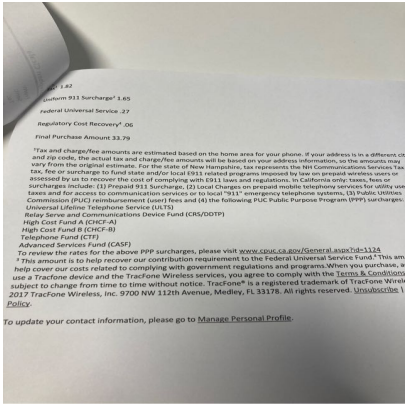 1.82
Uniform 911 Surcharge² 1.65
Federal Universal Service .27
Regulatory Cost Recovery⁴ .06
Final Purchase Amount 33.79
¹Tax and charge/fee amounts are estimated based on the home area for your phone. If your address is in a different
and zip code, the actual tax and charge/fee amounts will be based on your address information, so the amounts may
vary from the original estimate. For the state of New Hampshire, tax represents the NH Communications Services Tax
tax, fee or surcharge to fund state and/or local E911 related programs imposed by law on prepaid wireless users or
assessed by us to recover the cost of complying with E911 laws and regulations. In California only: taxes, fees or
surcharges include: (1) Prepaid 911 Surcharge, (2) Local Charges on prepaid mobile telephony services for utility use
taxes and for access to communication services or to local "911" emergency telephone systems, (3) Public Utilities
Commission (PUC) reimbursement (user) fees and (4) the following PUC Public Purpose Program (PPP) surcharges:
Universal Lifeline Telephone Service (ULTS)
Relay Serve and Communications Device Fund (CRS/DDTP)
High Cost Fund A (CHCF-A)
High Cost Fund B (CHCF-B)
Telephone Fund (CTF)
Advanced Services Fund (CASF)
To review the rates for the above PPP surcharges, please visit www.cpuc.ca.gov/General.aspx?id=1124
³ This amount is to help recover our contribution requirement to the Federal Universal Service Fund.⁴ This am
help cover our costs related to complying with government regulations and programs.When you purchase, a
use a Tracfone device and the TracFone Wireless services, you agree to comply with the Terms & Conditions
subject to change from time to time without notice. TracFone® is a registered trademark of TracFone Wirel
2017 TracFone Wireless, Inc. 9700 NW 112th Avenue, Medley, FL 33178. All rights reserved. Unsubscribe |
Policy.
To update your contact information, please go to Manage Personal Profile.